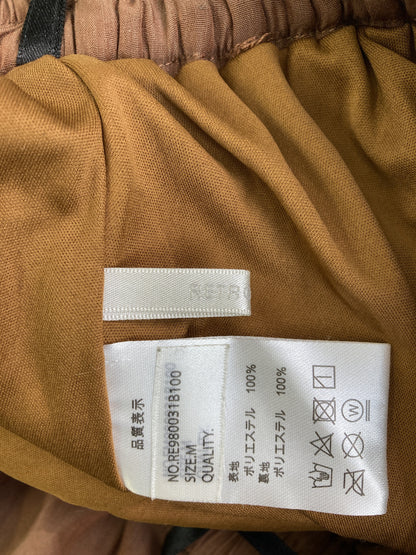 RETR
品質表示
NO.RE980031B100
SIZE.M
QUALITY.
表地
ポリエステル 100%
裏地
ポリエステル 100%
W